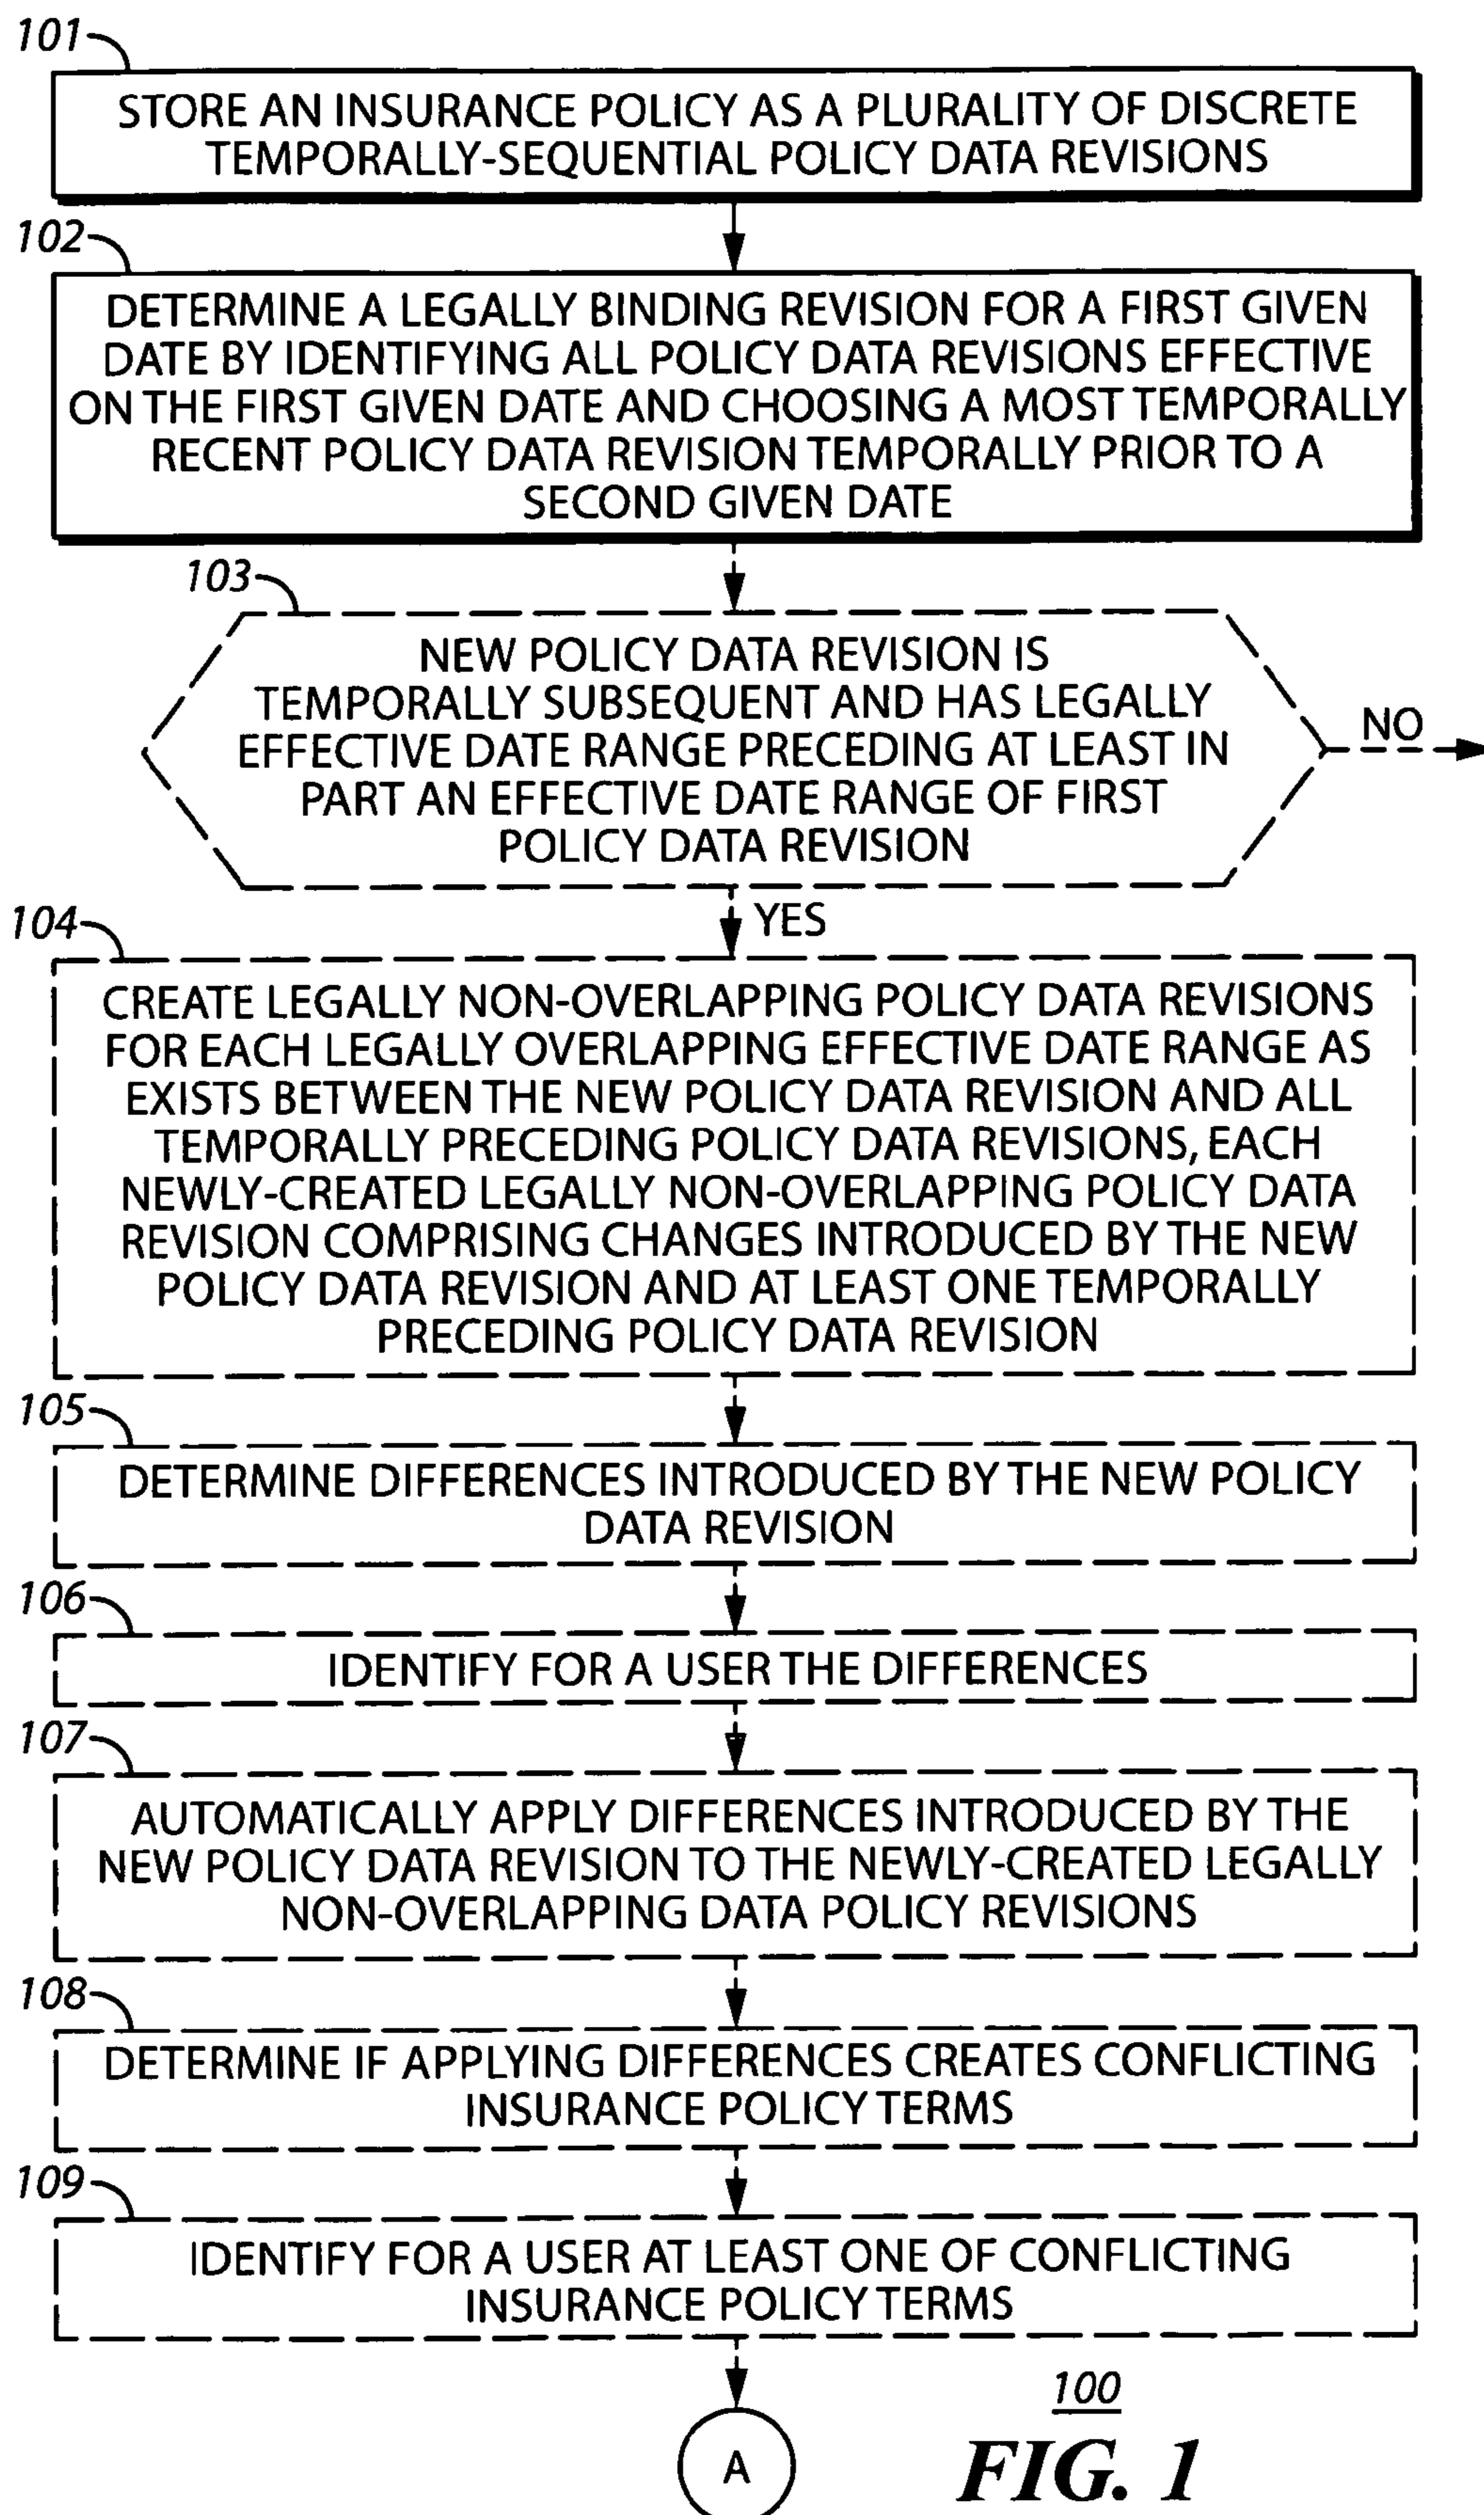 101
STORE AN INSURANCE POLICY AS A PLURALITY OF DISCRETE
TEMPORALLY-SEQUENTIAL POLICY DATA REVISIONS
102
DETERMINE A LEGALLY BINDING REVISION FOR A FIRST GIVEN
DATE BY IDENTIFYING ALL POLICY DATA REVISIONS EFFECTIVE
ON THE FIRST GIVEN DATE AND CHOOSING A MOST TEMPORALLY
RECENT POLICY DATA REVISION TEMPORALLY PRIOR TO A
SECOND GIVEN DATE
103
NEW POLICY DATA REVISION IS
TEMPORALLY SUBSEQUENT AND HAS LEGALLY
EFFECTIVE DATE RANGE PRECEDING AT LEAST IN
PART AN EFFECTIVE DATE RANGE OF FIRST
POLICY DATA REVISION
NO
YES
104
CREATE LEGALLY NON-OVERLAPPING POLICY DATA REVISIONS
FOR EACH LEGALLY OVERLAPPING EFFECTIVE DATE RANGE AS
EXISTS BETWEEN THE NEW POLICY DATA REVISION AND ALL
TEMPORALLY PRECEDING POLICY DATA REVISIONS, EACH
NEWLY-CREATED LEGALLY NON-OVERLAPPING POLICY DATA
REVISION COMPRISING CHANGES INTRODUCED BY THE NEW
POLICY DATA REVISION AND AT LEAST ONE TEMPORALLY
PRECEDING POLICY DATA REVISION
105
DETERMINE DIFFERENCES INTRODUCED BY THE NEW POLICY
DATA REVISION
106
IDENTIFY FOR A USER THE DIFFERENCES
107
AUTOMATICALLY APPLY DIFFERENCES INTRODUCED BY THE
NEW POLICY DATA REVISION TO THE NEWLY-CREATED LEGALLY
NON-OVERLAPPING DATA POLICY REVISIONS
108
DETERMINE IF APPLYING DIFFERENCES CREATES CONFLICTING
INSURANCE POLICY TERMS
109
IDENTIFY FOR A USER AT LEAST ONE OF CONFLICTING
INSURANCE POLICY TERMS
A
100
FIG. 1